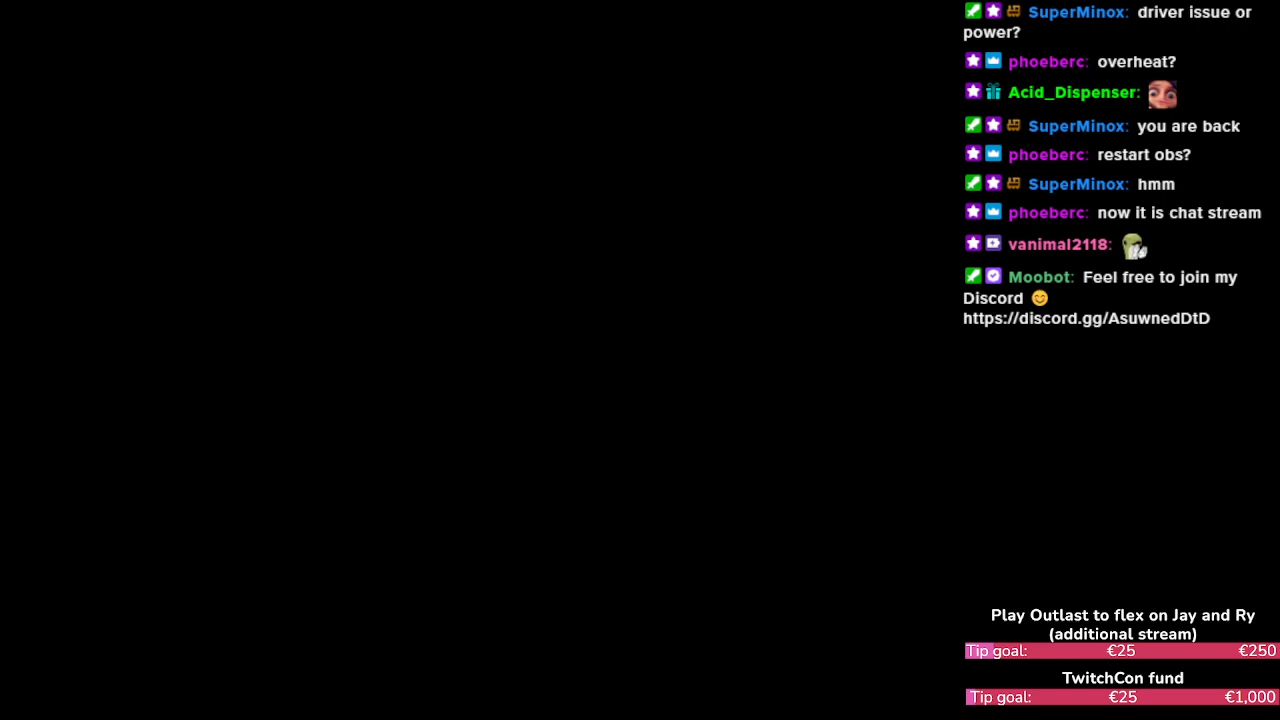 SuperMinox: driver issue or
power?
phoeberc: overheat?
Acid_Dispenser:
SuperMinox: you are back
phoeberc: restart obs?
SuperMinox: hmm
phoeberc: now it is chat stream
vanimal2118:
Moobot: Feel free to join my
Discord 😊
https://discord.gg/AsuwnedDtD
Play Outlast to flex on Jay and Ry
(additional stream)
Tip goal: €25 €250
TwitchCon fund
Tip goal: €25 €1,000